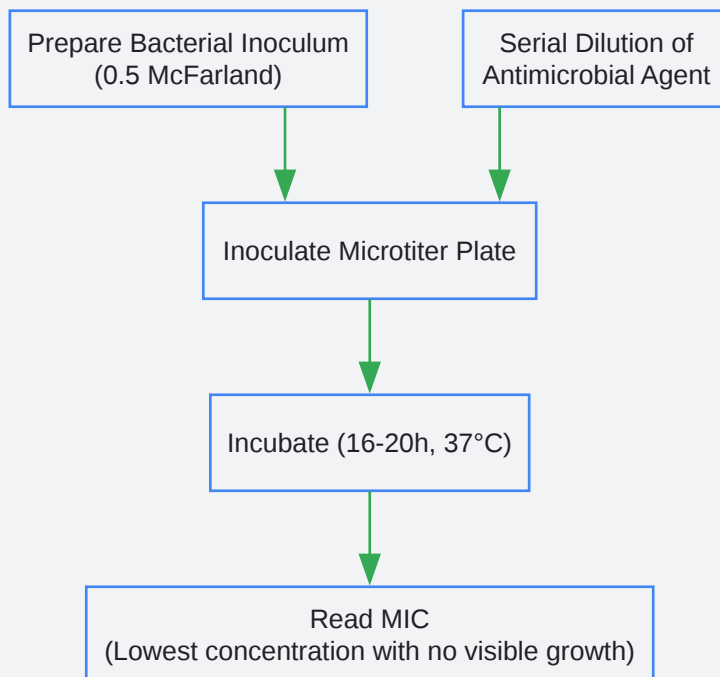 Prepare Bacterial Inoculum
(0.5 McFarland)
Serial Dilution of
Antimicrobial Agent
Inoculate Microtiter Plate
Incubate (16-20h, 37°C)
Read MIC
(Lowest concentration with no visible growth)